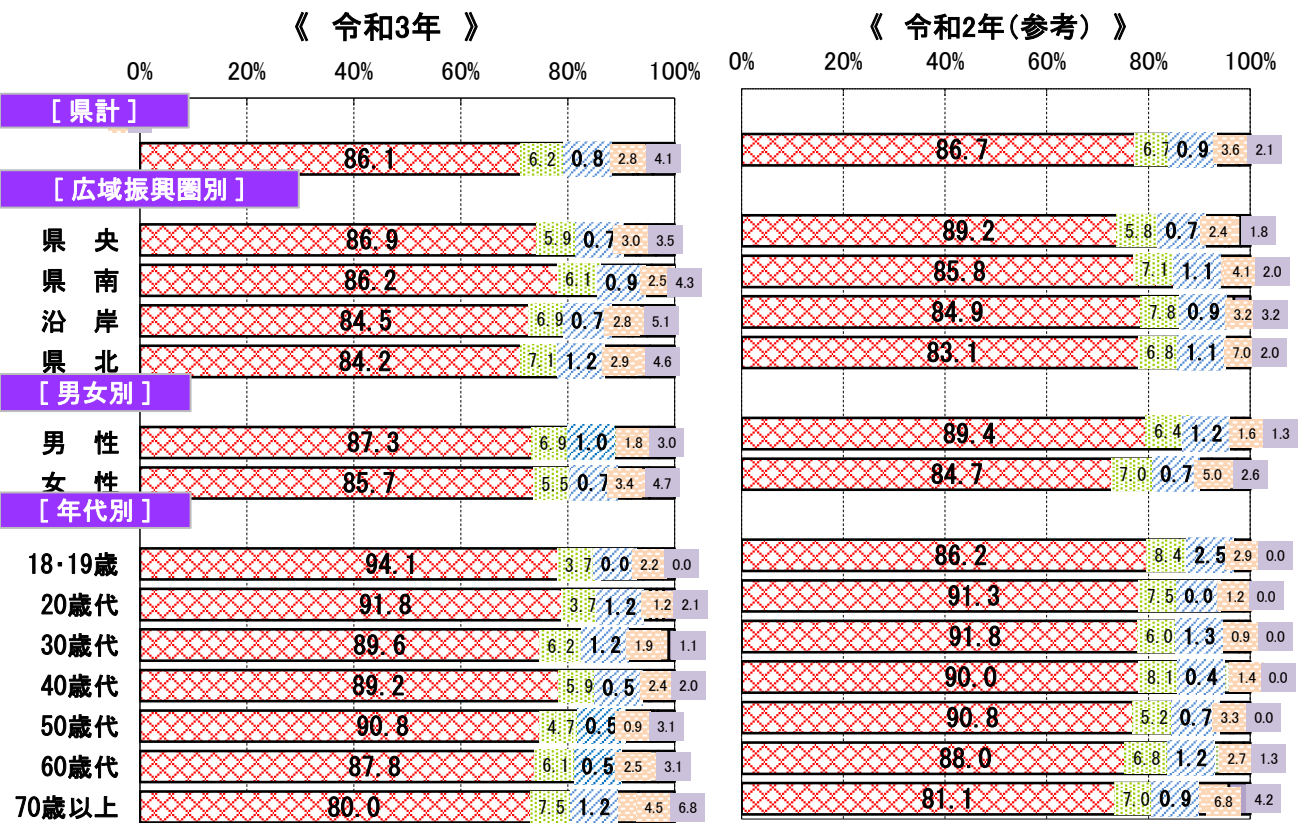 《 令和3年 》 《 令和2年(参考) 》
0% 20% 40% 60% 80% 100% 0% 20% 40% 60% 80% 100%
[ 県計 ]
86.1 6.2 0.8 2.8 4.1 86.7 6.7 0.9 3.6 2.1
[ 広域振興圏別 ]
県 央 86.9 5.9 0.7 3.0 3.5 89.2 5.8 0.7 2.4 1.8
県 南 86.2 6.1 0.9 2.5 4.3 85.8 7.1 1.1 4.1 2.0
沿 岸 84.5 6.9 0.7 2.8 5.1 84.9 7.8 0.9 3.2 3.2
県 北 84.2 7.1 1.2 2.9 4.6 83.1 6.8 1.1 7.0 2.0
[ 男女別 ]
男 性 87.3 6.9 1.0 1.8 3.0 89.4 6.4 1.2 1.6 1.3
女 性 85.7 5.5 0.7 3.4 4.7 84.7 7.0 0.7 5.0 2.6
[ 年代別 ]
18・19歳 94.1 3.7 0.0 2.2 0.0 86.2 8.4 2.5 2.9 0.0
20歳代 91.8 3.7 1.2 1.2 2.1 91.3 7.5 0.0 1.2 0.0
30歳代 89.6 6.2 1.2 1.9 1.1 91.8 6.0 1.3 0.9 0.0
40歳代 89.2 5.9 0.5 2.4 2.0 90.0 8.1 0.4 1.4 0.0
50歳代 90.8 4.7 0.5 0.9 3.1 90.8 5.2 0.7 3.3 0.0
60歳代 87.8 6.1 0.5 2.5 3.1 88.0 6.8 1.2 2.7 1.3
70歳以上 80.0 7.5 1.2 4.5 6.8 81.1 7.0 0.9 6.8 4.2